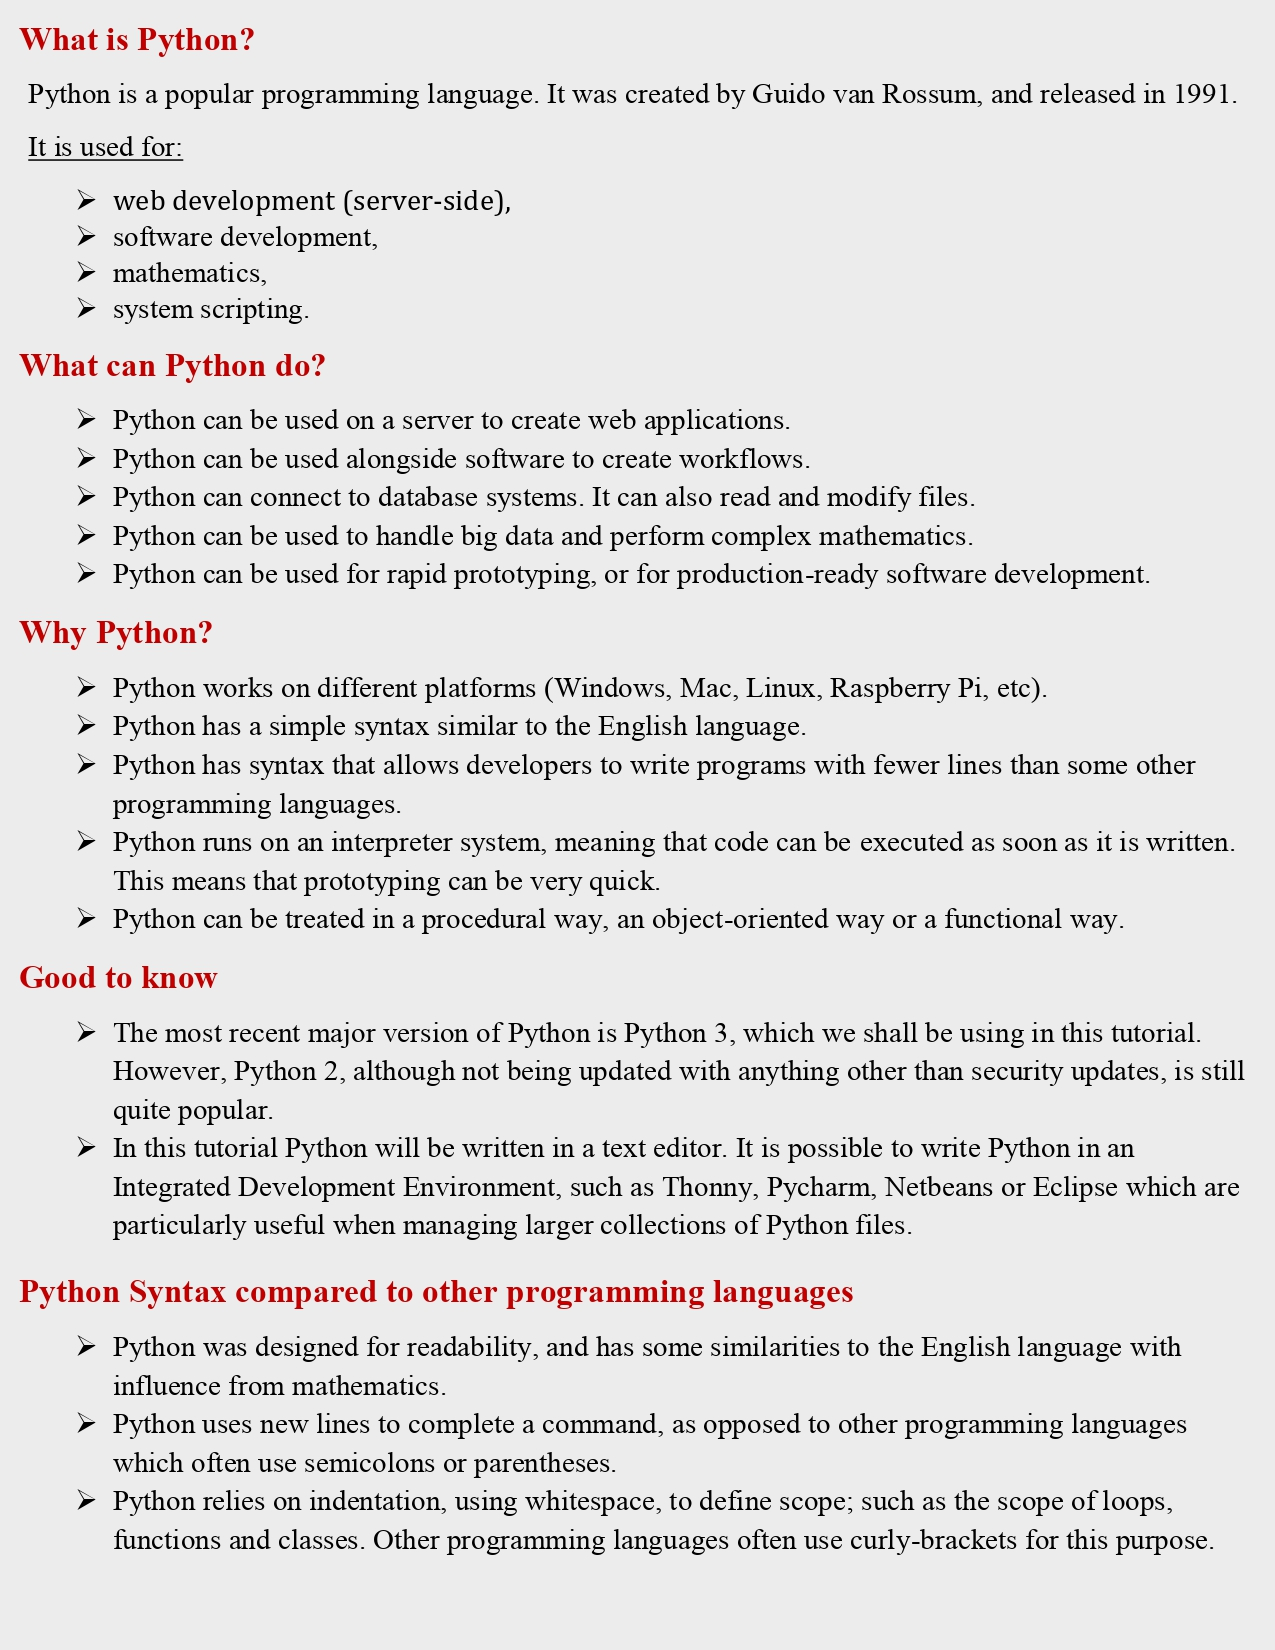 What is Python?
Python is a popular programming language. It was created by Guido van Rossum, and released in 1991.
It is used for:
➢ web development (server-side),
➢ software development,
➢ mathematics,
➢ system scripting.
What can Python do?
➢ Python can be used on a server to create web applications.
➢ Python can be used alongside software to create workflows.
➢ Python can connect to database systems. It can also read and modify files.
➢ Python can be used to handle big data and perform complex mathematics.
➢ Python can be used for rapid prototyping, or for production-ready software development.
Why Python?
➢ Python works on different platforms (Windows, Mac, Linux, Raspberry Pi, etc).
➢ Python has a simple syntax similar to the English language.
➢ Python has syntax that allows developers to write programs with fewer lines than some other
programming languages.
➢ Python runs on an interpreter system, meaning that code can be executed as soon as it is written.
This means that prototyping can be very quick.
➢ Python can be treated in a procedural way, an object-oriented way or a functional way.
Good to know
➢ The most recent major version of Python is Python 3, which we shall be using in this tutorial.
However, Python 2, although not being updated with anything other than security updates, is still
quite popular.
➢ In this tutorial Python will be written in a text editor. It is possible to write Python in an
Integrated Development Environment, such as Thonny, Pycharm, Netbeans or Eclipse which are
particularly useful when managing larger collections of Python files.
Python Syntax compared to other programming languages
➢ Python was designed for readability, and has some similarities to the English language with
influence from mathematics.
➢ Python uses new lines to complete a command, as opposed to other programming languages
which often use semicolons or parentheses.
➢ Python relies on indentation, using whitespace, to define scope; such as the scope of loops,
functions and classes. Other programming languages often use curly-brackets for this purpose.